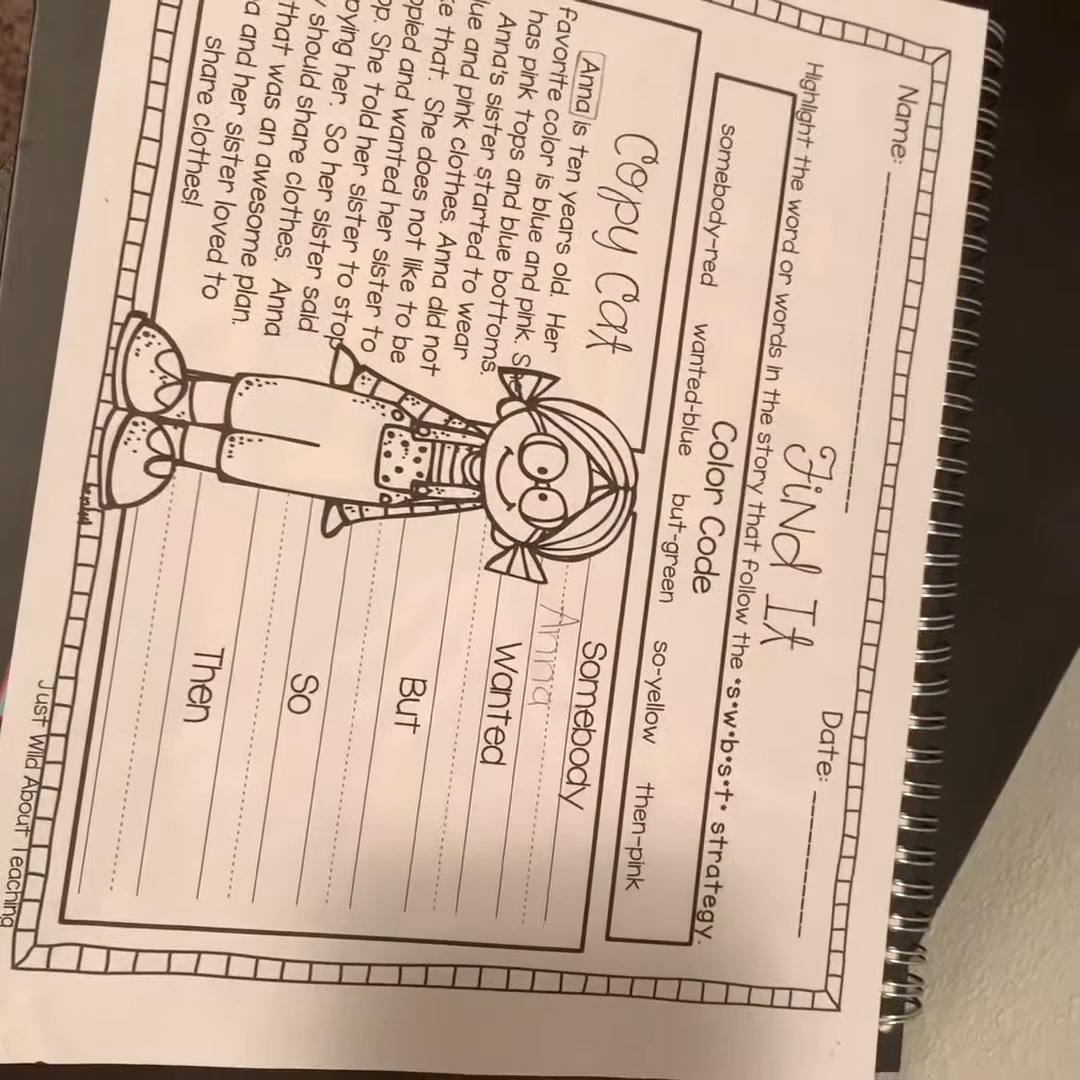 Name:
Date:
Find It
Highlight the word or words in the story that follow the *s*w*b*s*t* strategy.
Color Code
somebody-red wanted-blue but-green so-yellow then-pink
Copy Cat
Anna is ten years old. Her
favorite color is blue and pink. She
has pink tops and blue bottoms.
Anna's sister started to wear
and pink clothes. Anna did not
that. She does not like to be
and wanted her sister to
She told her sister to
her. So her sister said
should share clothes. Anna
that was an awesome plan.
and her sister loved to
share clothes!
Somebody
Anna
Wanted
But
So
Then
Just Wild About Teaching